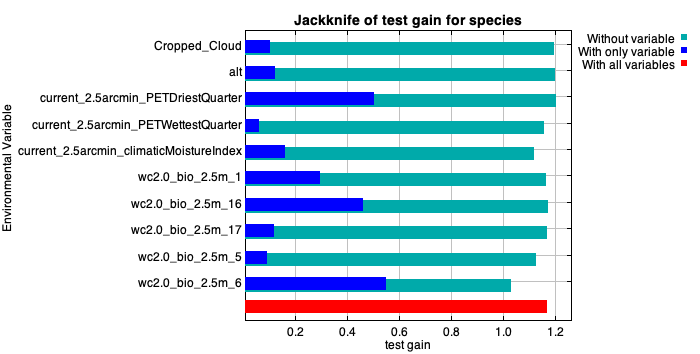 Jackknife of test gain for species
Without variable
With only variable
With all variables
Environmental Variable
Cropped_Cloud
alt
current_2.5arcmin_PETDriestQuarter
current_2.5arcmin_PETWettestQuarter
current_2.5arcmin_climaticMoistureIndex
wc2.0_bio_2.5m_1
wc2.0_bio_2.5m_16
wc2.0_bio_2.5m_17
wc2.0_bio_2.5m_5
wc2.0_bio_2.5m_6
0.2 0.4 0.6 0.8 1.0 1.2
test gain